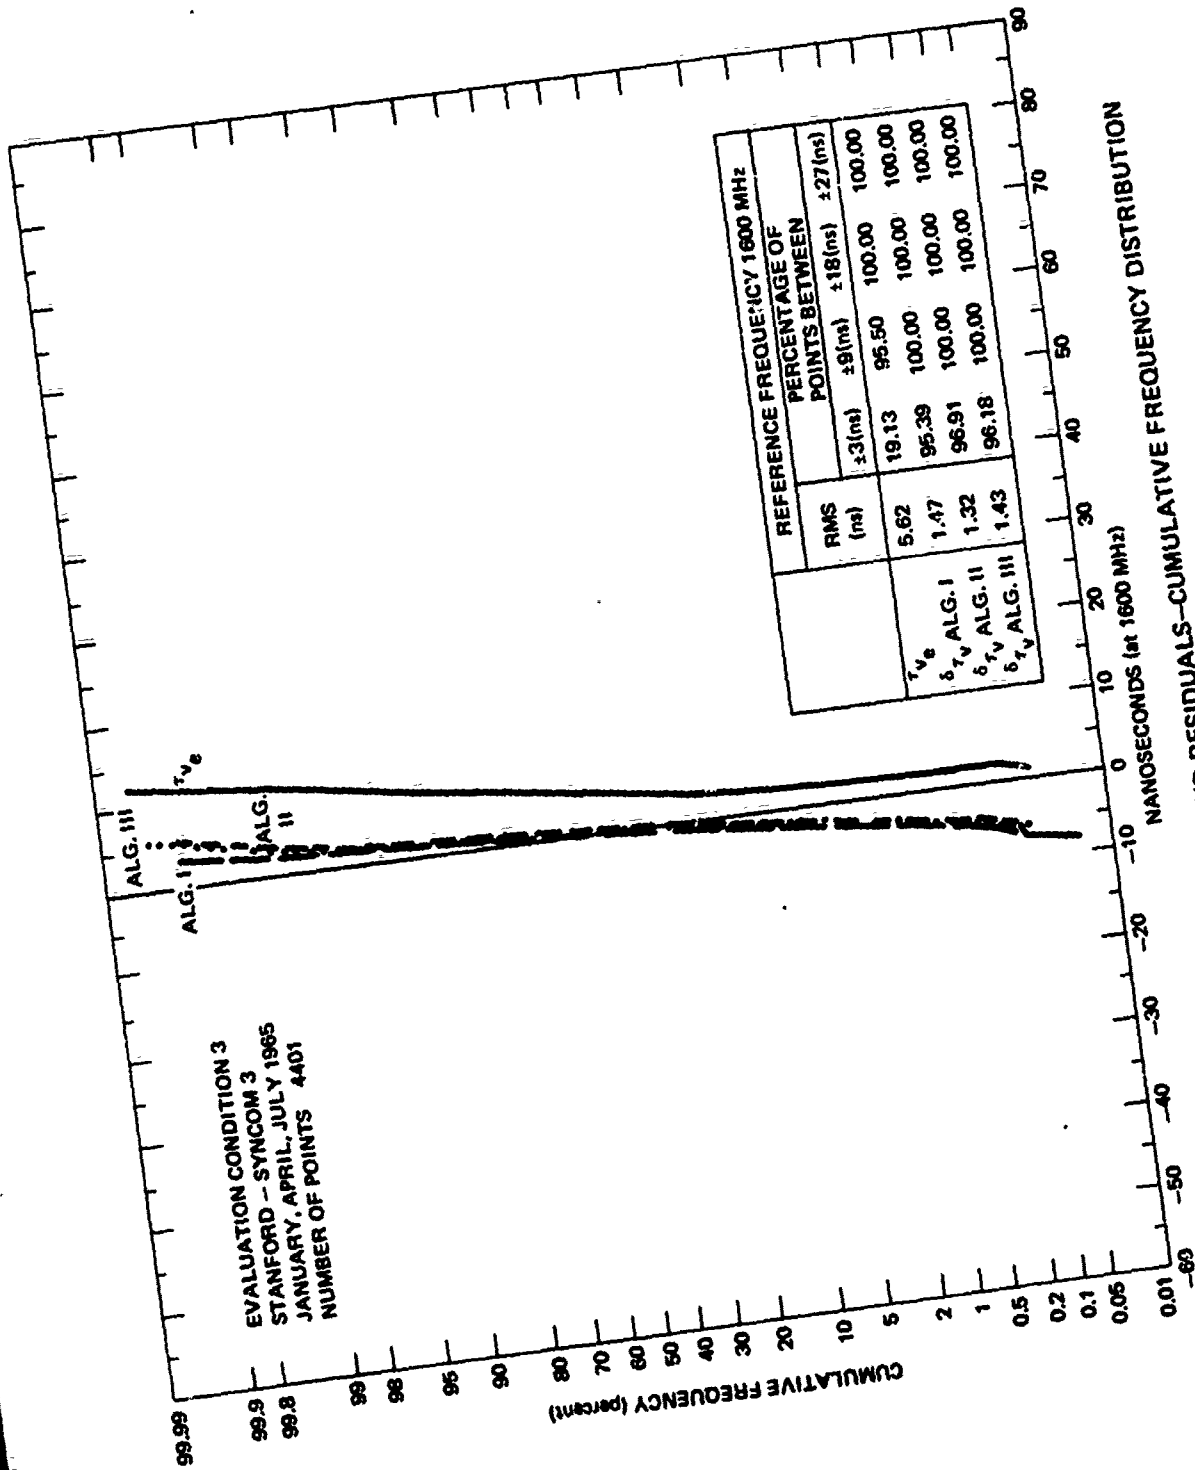 EVALUATION CONDITION 3
STANFORD – SYNCOM 3
JANUARY, APRIL, JULY 1965
NUMBER OF POINTS 4401
ALG. III
ALG. I
ALG. II
τve
CUMULATIVE FREQUENCY (percent)
99.99
99.9
99.8
99
98
95
90
80
70
60
50
40
30
20
10
5
2
1
0.5
0.2
0.1
0.05
0.01
REFERENCE FREQUENCY 1600 MHz
PERCENTAGE OF
POINTS BETWEEN
RMS (ns) ±3(ns) ±9(ns) ±18(ns) ±27(ns)
τve 5.62 19.13 95.50 100.00 100.00
δτv ALG. I 1.47 95.39 100.00 100.00 100.00
δτv ALG. II 1.32 96.91 100.00 100.00 100.00
δτv ALG. III 1.43 96.18 100.00 100.00 100.00
–60 –50 –40 –30 –20 –10 0 10 20 30 40 50 60 70 80 90
NANOSECONDS (at 1600 MHz)
RESIDUALS–CUMULATIVE FREQUENCY DISTRIBUTION